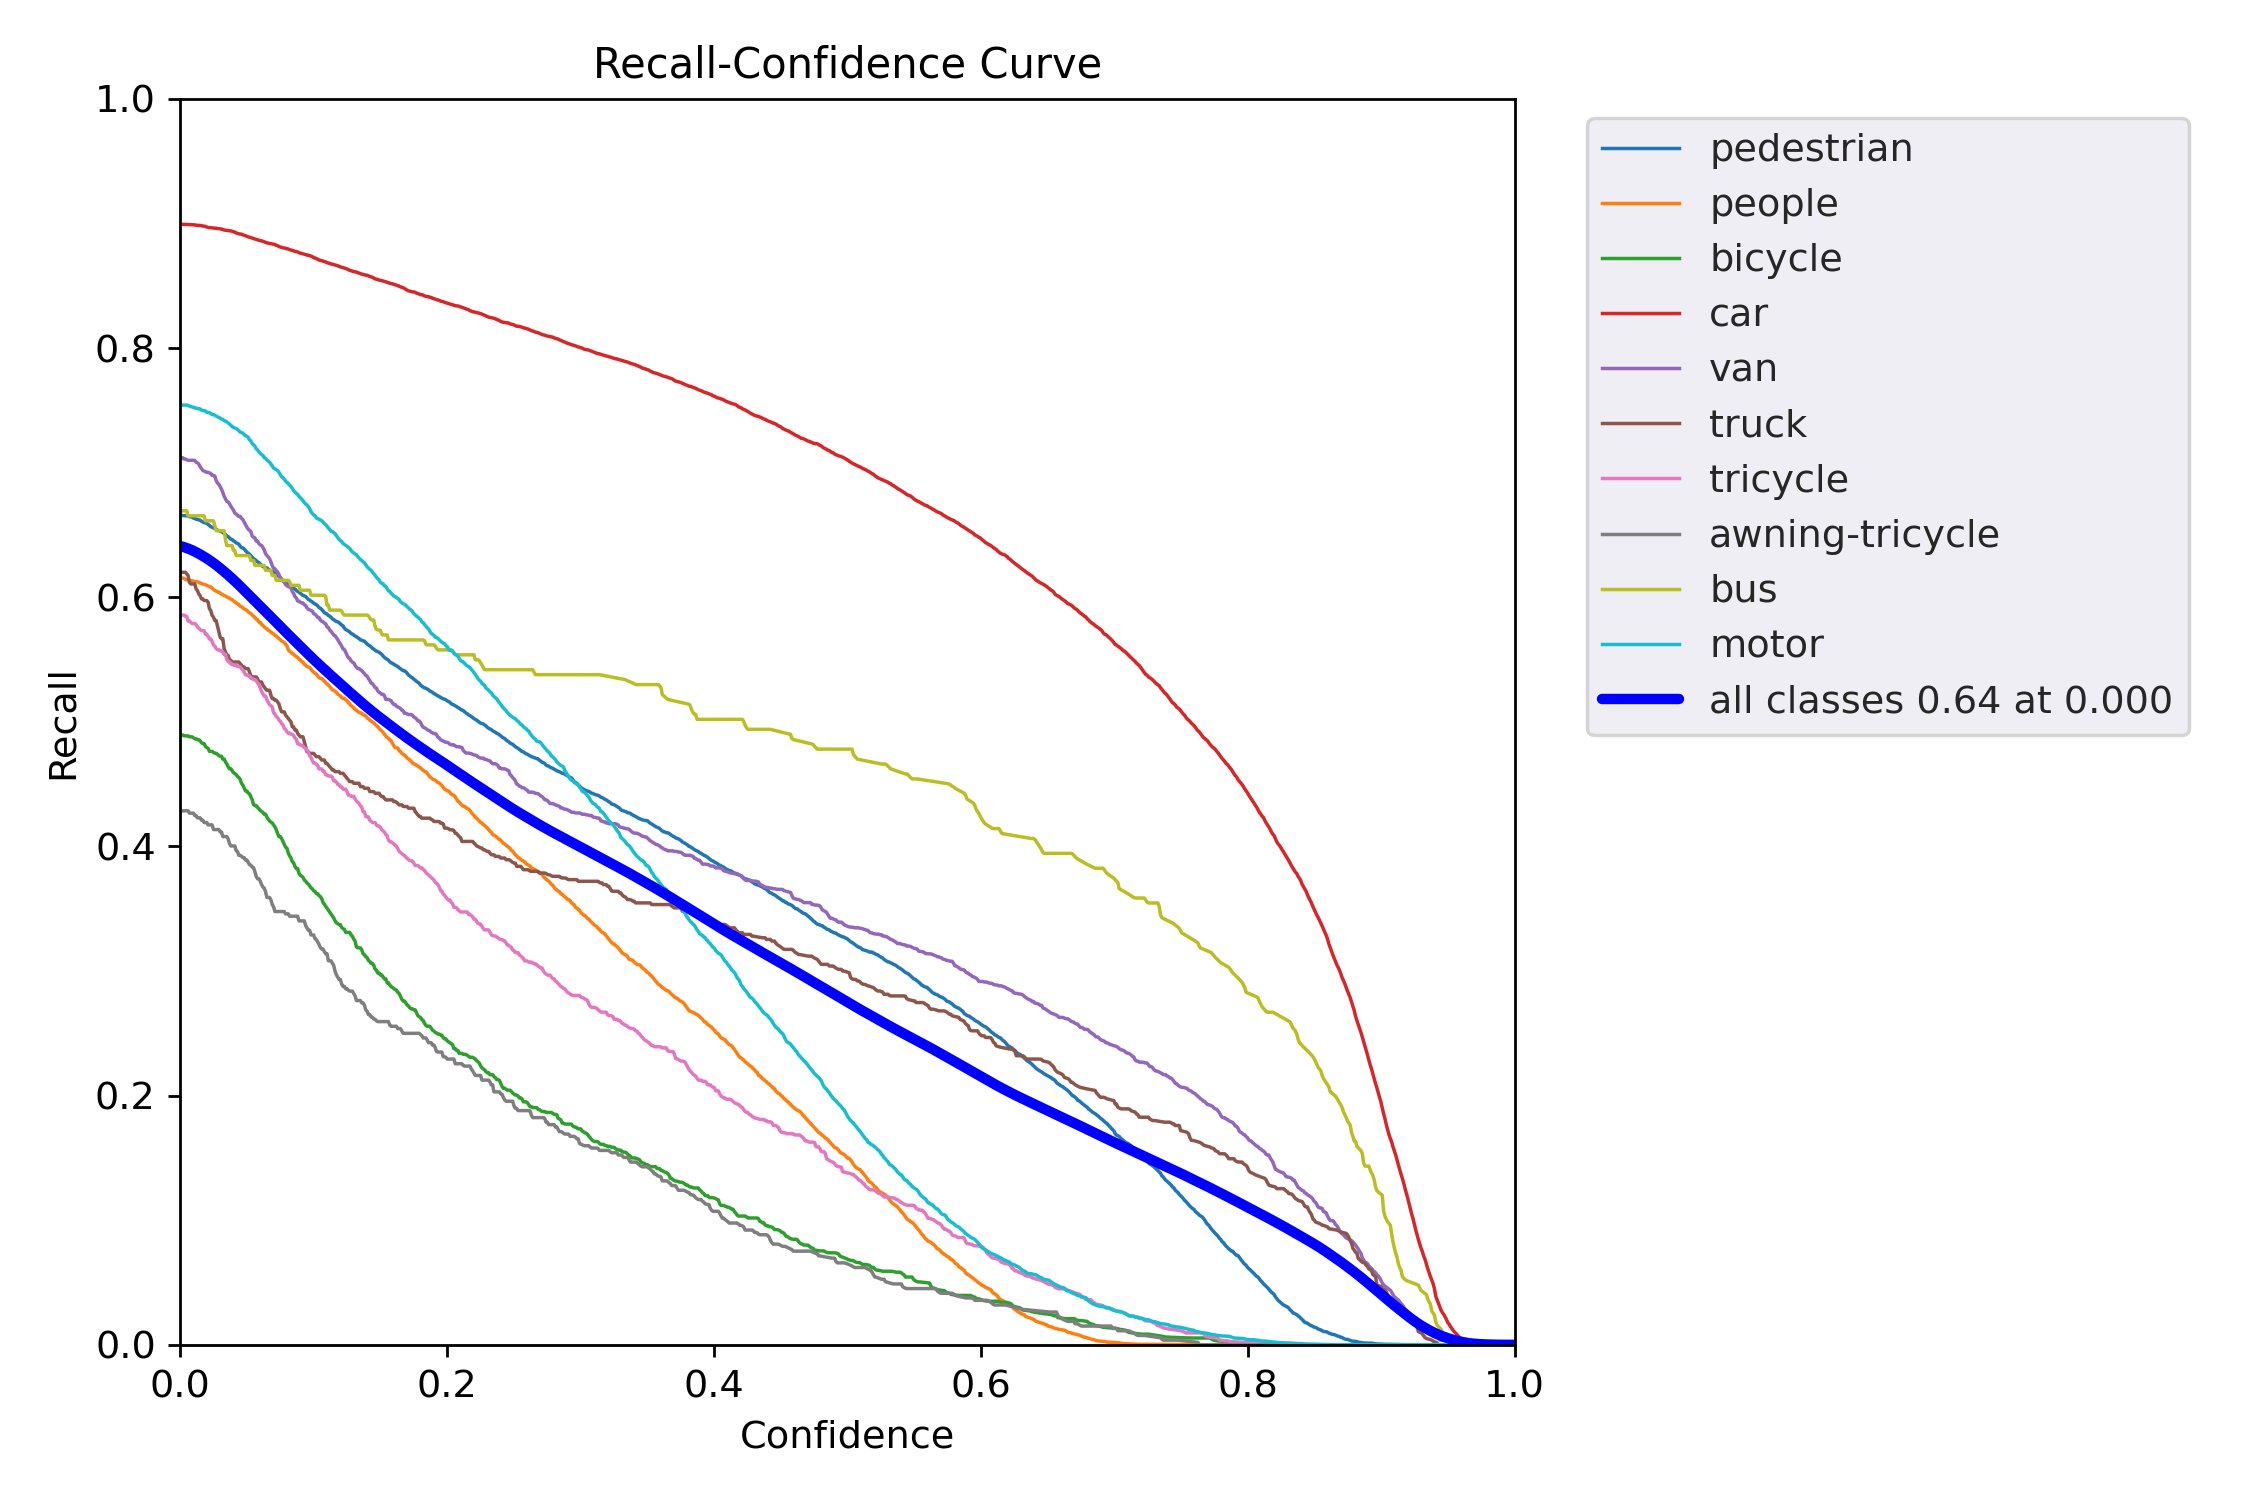 Recall-Confidence Curve
1.0
0.8
0.6
0.4
0.2
0.0
Recall
0.0 0.2 0.4 0.6 0.8 1.0
Confidence
pedestrian
people
bicycle
car
van
truck
tricycle
awning-tricycle
bus
motor
all classes 0.64 at 0.000